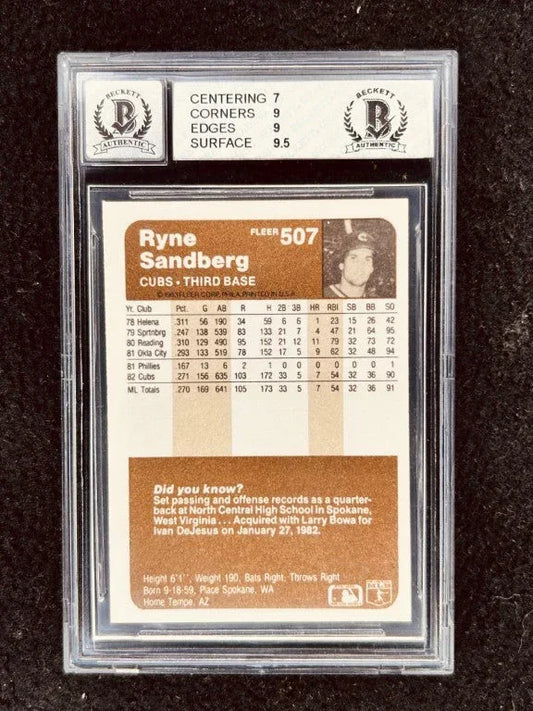 BECKETT
B
AUTHENTIC
CENTERING 7
CORNERS 9
EDGES 9
SURFACE 9.5
BECKETT
B
AUTHENTIC
Ryne
Sandberg
FLEER 507
CUBS • THIRD BASE
© 1983 FLEER CORP. PHILA. PRINTED IN U.S.A.
Yr. Club Pct. G AB R H 2B 3B HR RBI SB BB SO
78 Helena .311 56 190 34 59 6 6 1 23 15 26 42
79 Sprtnbrg .247 138 539 83 133 21 7 4 47 21 64 95
80 Reading .310 129 490 95 152 21 12 11 79 32 73 72
81 Okla City .293 133 519 78 152 17 5 9 62 32 48 94
81 Phillies .167 13 6 2 1 0 0 0 0 0 0 1
82 Cubs .271 156 635 103 172 33 5 7 54 32 36 90
ML Totals .270 169 641 105 173 33 5 7 54 32 36 91
Did you know?
Set passing and offense records as a quarter-
back at North Central High School in Spokane,
West Virginia . . . Acquired with Larry Bowa for
Ivan DeJesus on January 27, 1982.
Height 6'1'', Weight 190, Bats Right, Throws Right
Born 9-18-59, Place Spokane, WA
Home Tempe, AZ